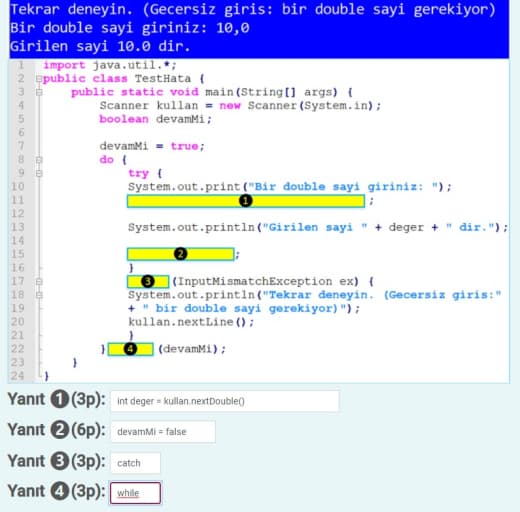 Tekrar deneyin. (Gecersiz giris: bir double sayi gerekiyor)
Bir double sayi giriniz: 10,0
Girilen sayi 10.0 dir.
1 import java.util.*;
2 public class TestHata {
3 public static void main(String[] args) {
4 Scanner kullan = new Scanner(System.in);
5 boolean devamMi;
6
7 devamMi = true;
8 do {
9 try {
10 System.out.print("Bir double sayi giriniz: ");
11 1 ;
12
13 System.out.println("Girilen sayi " + deger + " dir.");
14
15 2 ;
16 }
17 3 (InputMismatchException ex) {
18 System.out.println("Tekrar deneyin. (Gecersiz giris:"
19 + " bir double sayi gerekiyor)");
20 kullan.nextLine();
21 }
22 } 4 (devamMi);
23 }
24 }
Yanıt 1 (3p): int deger = kullan.nextDouble()
Yanıt 2 (6p): devamMi = false
Yanıt 3 (3p): catch
Yanıt 4 (3p): while